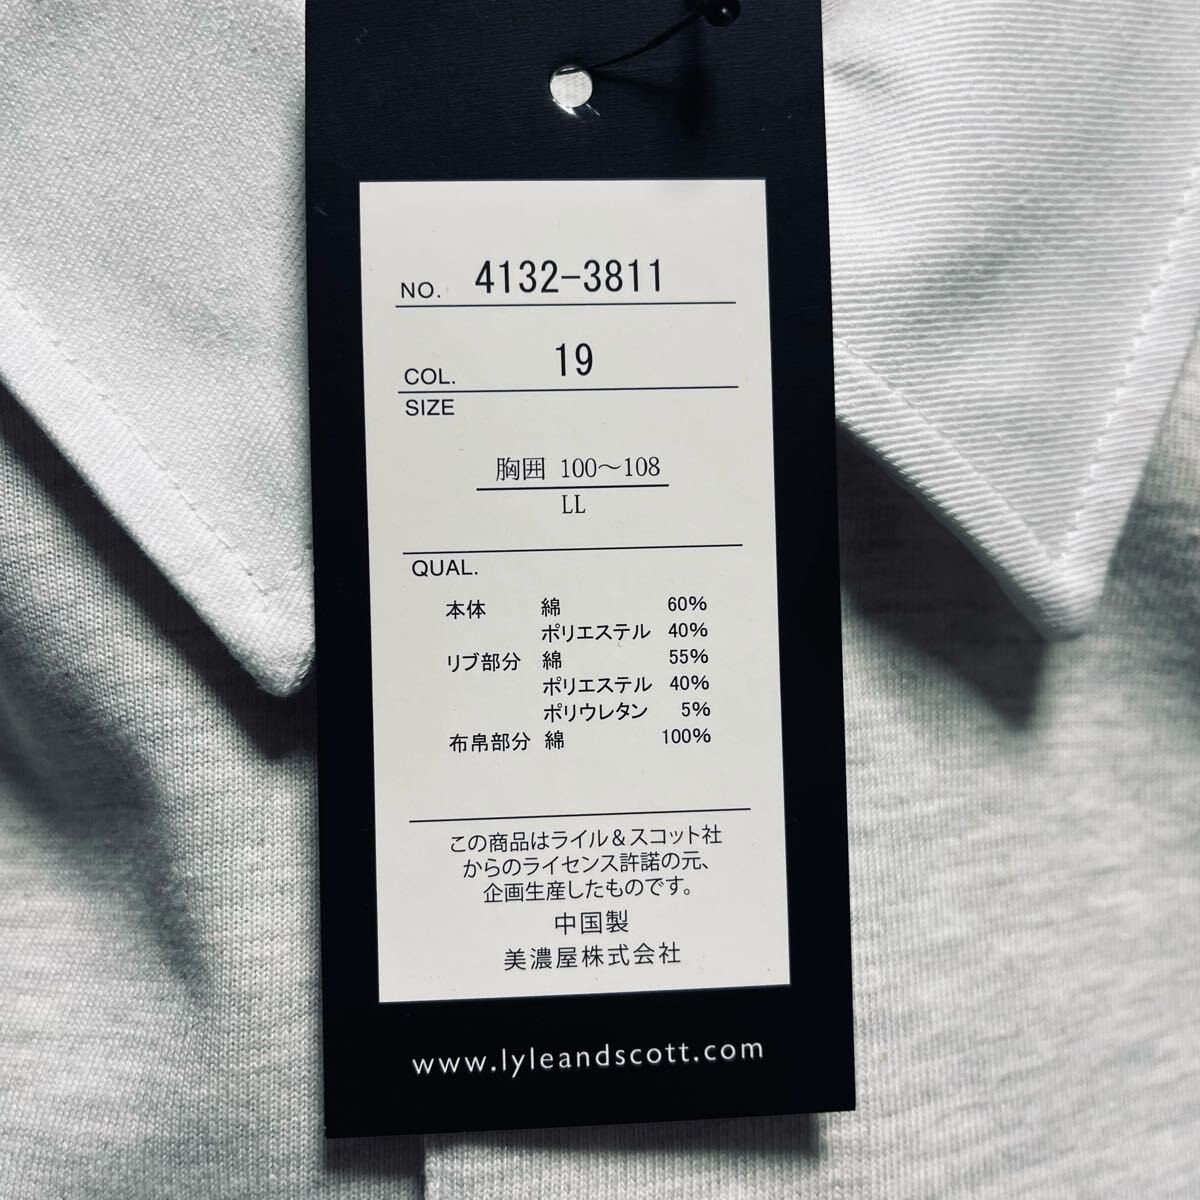 NO. 4132-3811
COL. 19
SIZE
胸囲 100～108
LL
QUAL.
本体 綿 60%
ポリエステル 40%
リブ部分 綿 55%
ポリエステル 40%
ポリウレタン 5%
布帛部分 綿 100%
この商品はライル＆スコット社
からのライセンス許諾の元、
企画生産したものです。
中国製
美濃屋株式会社
www.lyleandscott.com